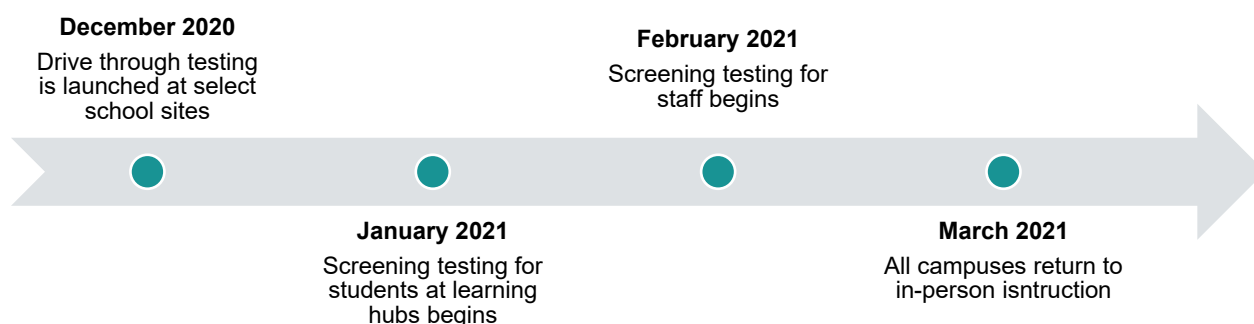 December 2020
Drive through testing
is launched at select
school sites
January 2021
Screening testing for
students at learning
hubs begins
February 2021
Screening testing for
staff begins
March 2021
All campuses return to
in-person isntruction